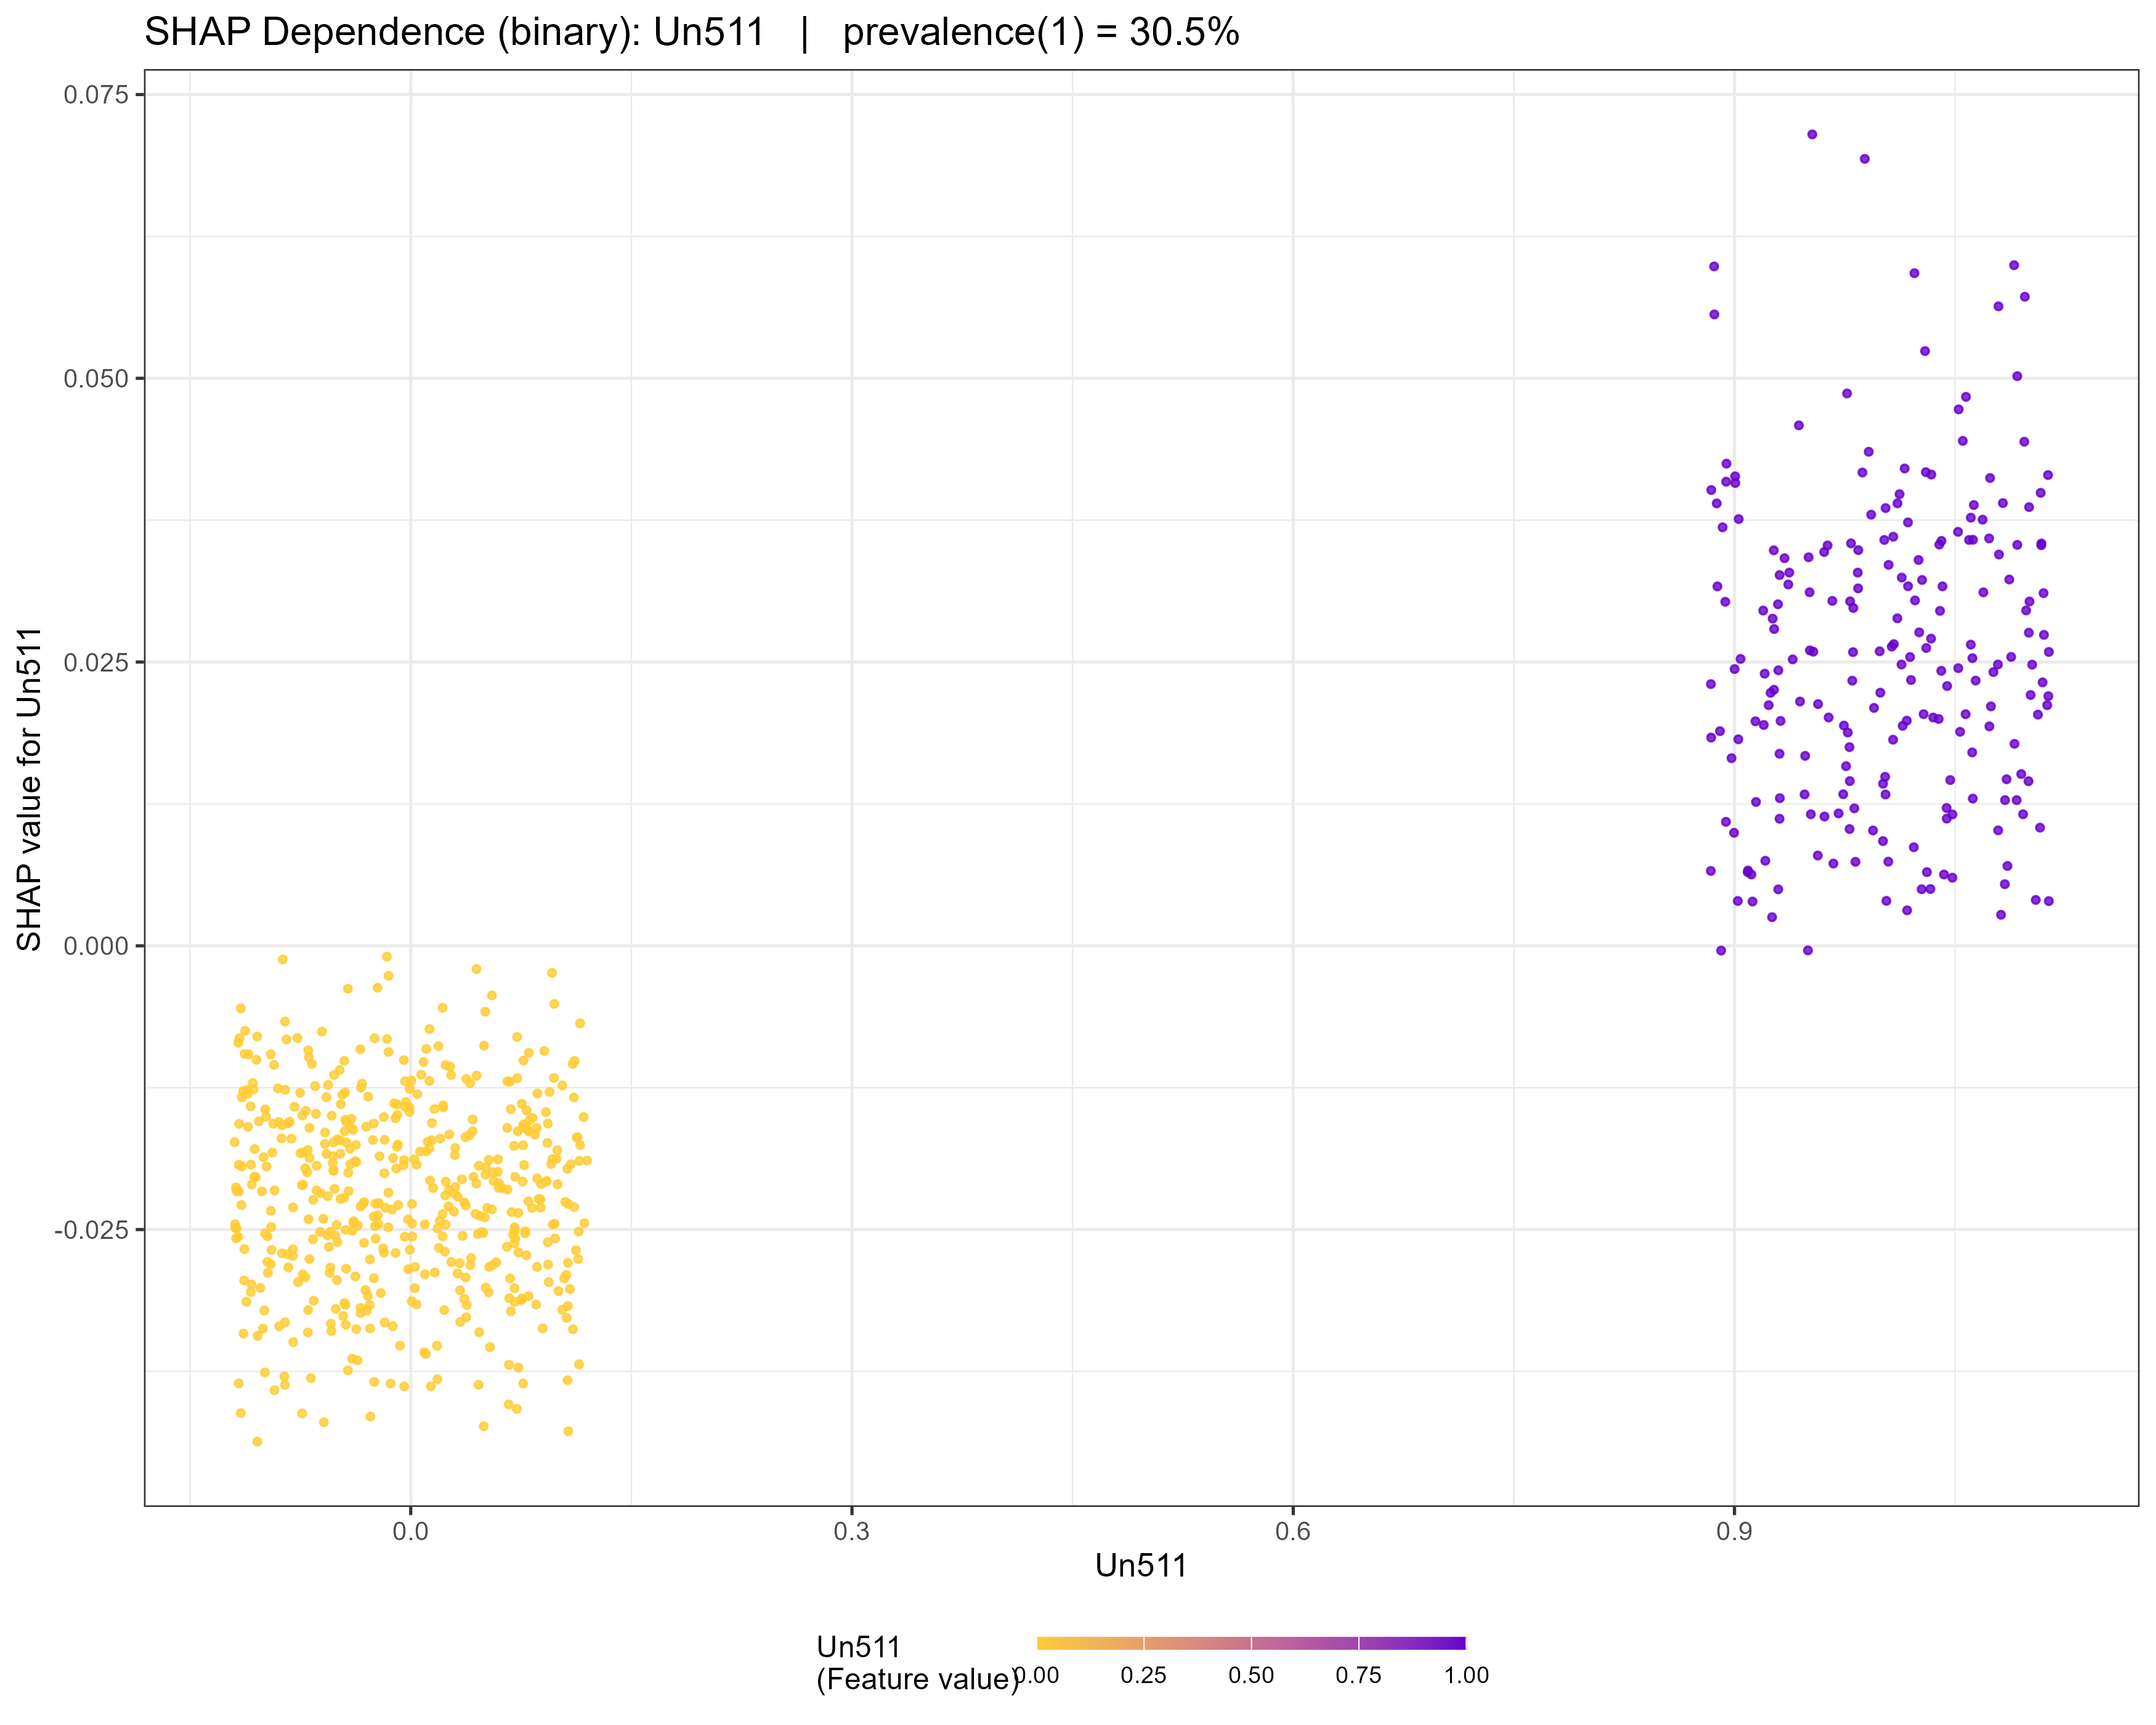 SHAP Dependence (binary): Un511 | prevalence(1) = 30.5%
SHAP value for Un511
0.075
0.050
0.025
0.000
-0.025
0.0 0.3 0.6 0.9
Un511
Un511
(Feature value)
0.00 0.25 0.50 0.75 1.00